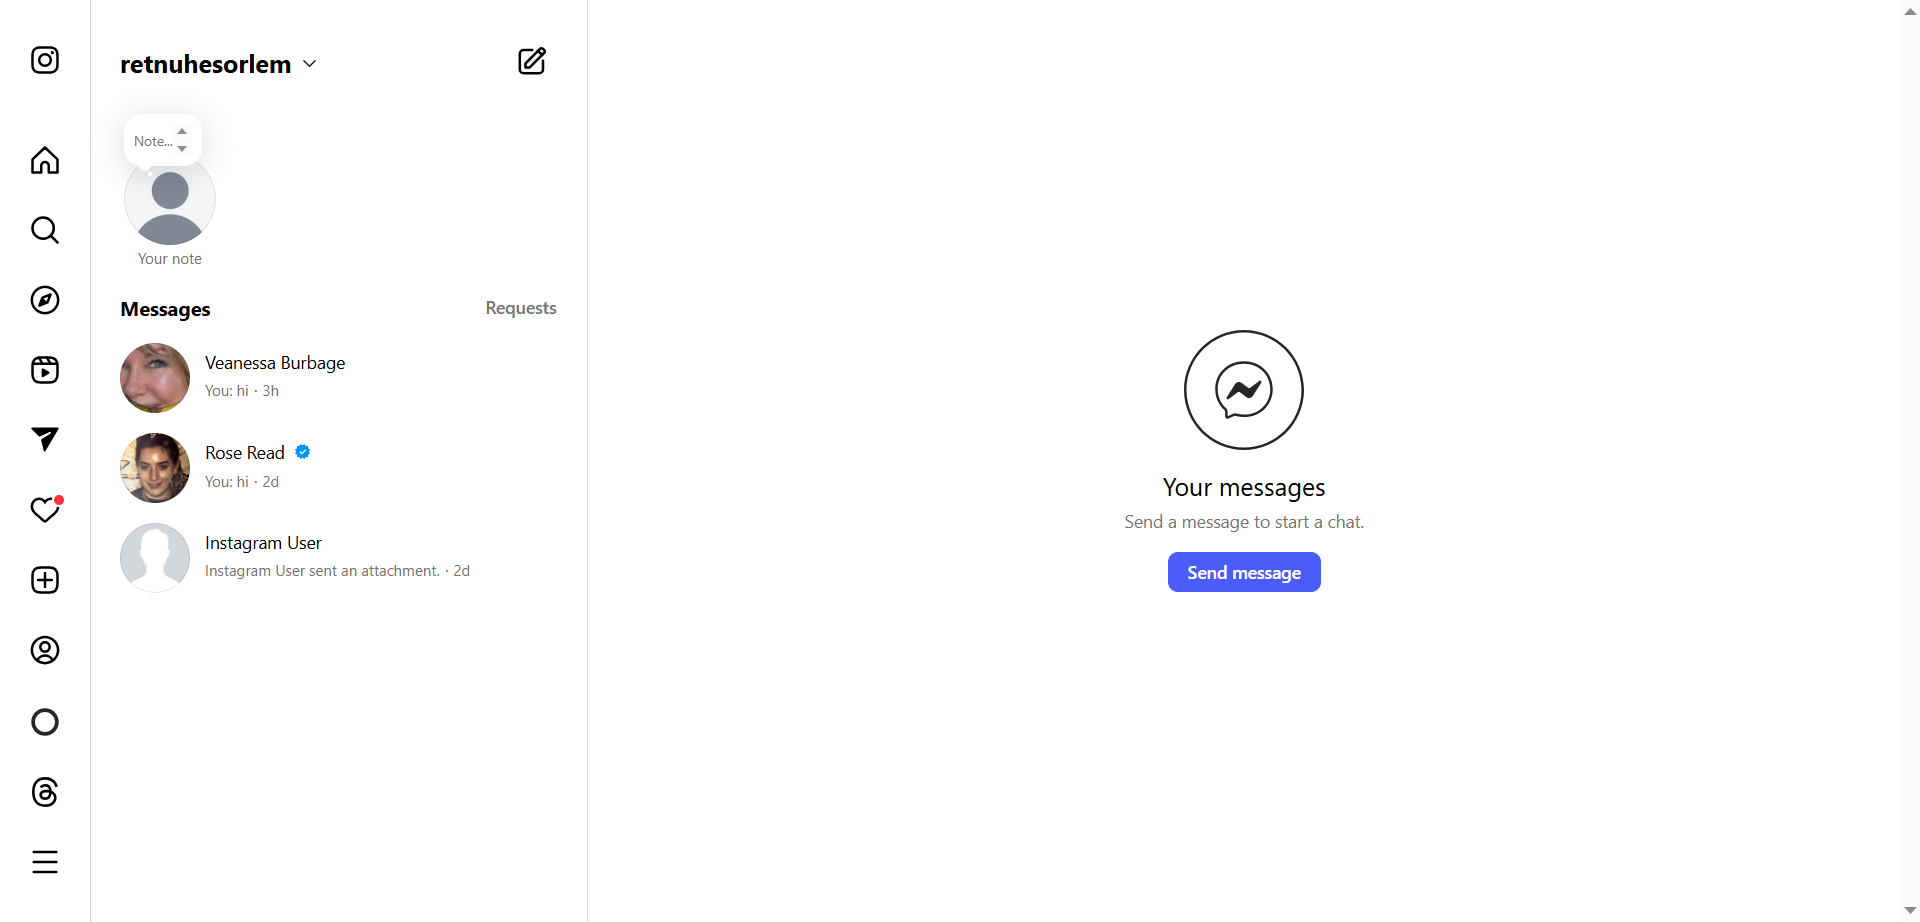 retnuhesorlem
Note...
Your note
Messages
Requests
Veanessa Burbage
You: hi · 3h
Rose Read
You: hi · 2d
Instagram User
Instagram User sent an attachment. · 2d
Your messages
Send a message to start a chat.
Send message